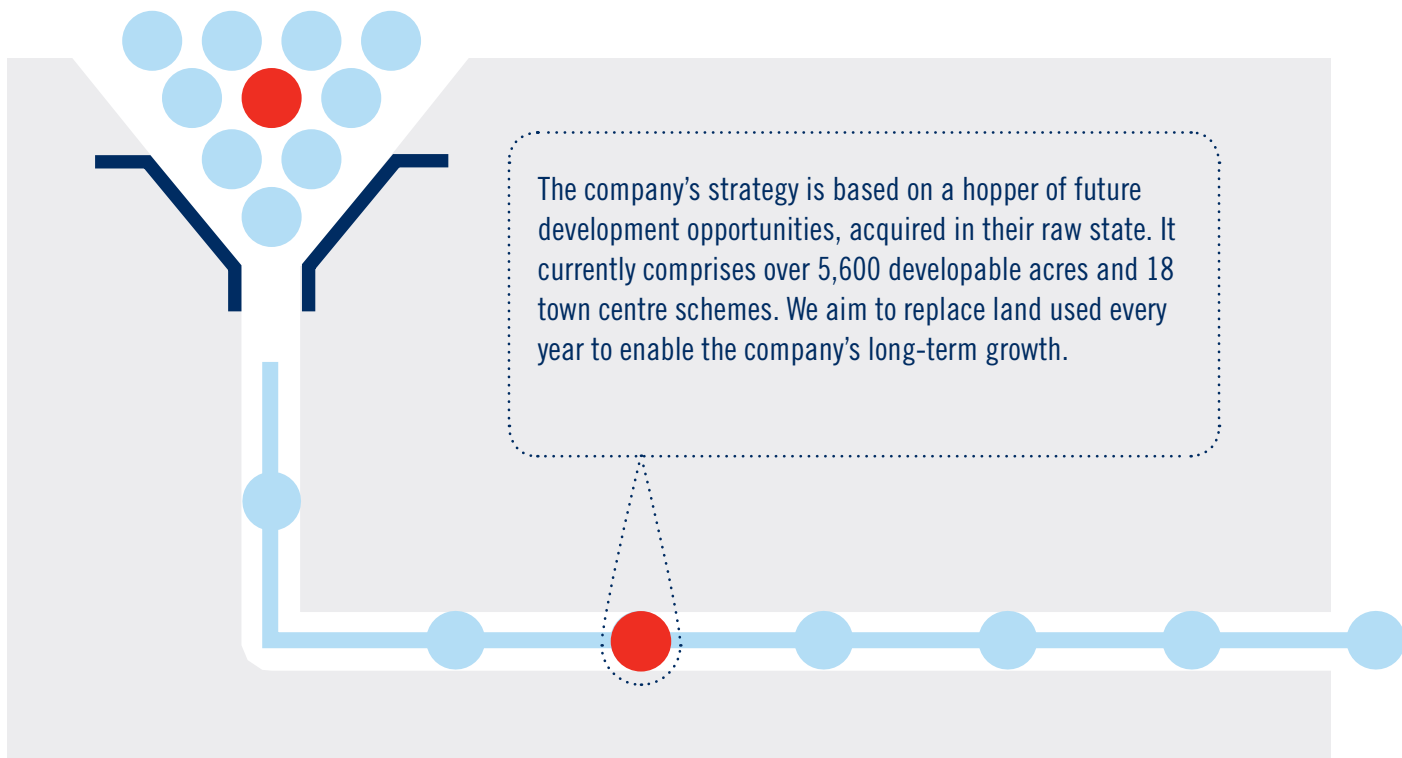 The company’s strategy is based on a hopper of future
development opportunities, acquired in their raw state. It
currently comprises over 5,600 developable acres and 18
town centre schemes. We aim to replace land used every
year to enable the company’s long-term growth.